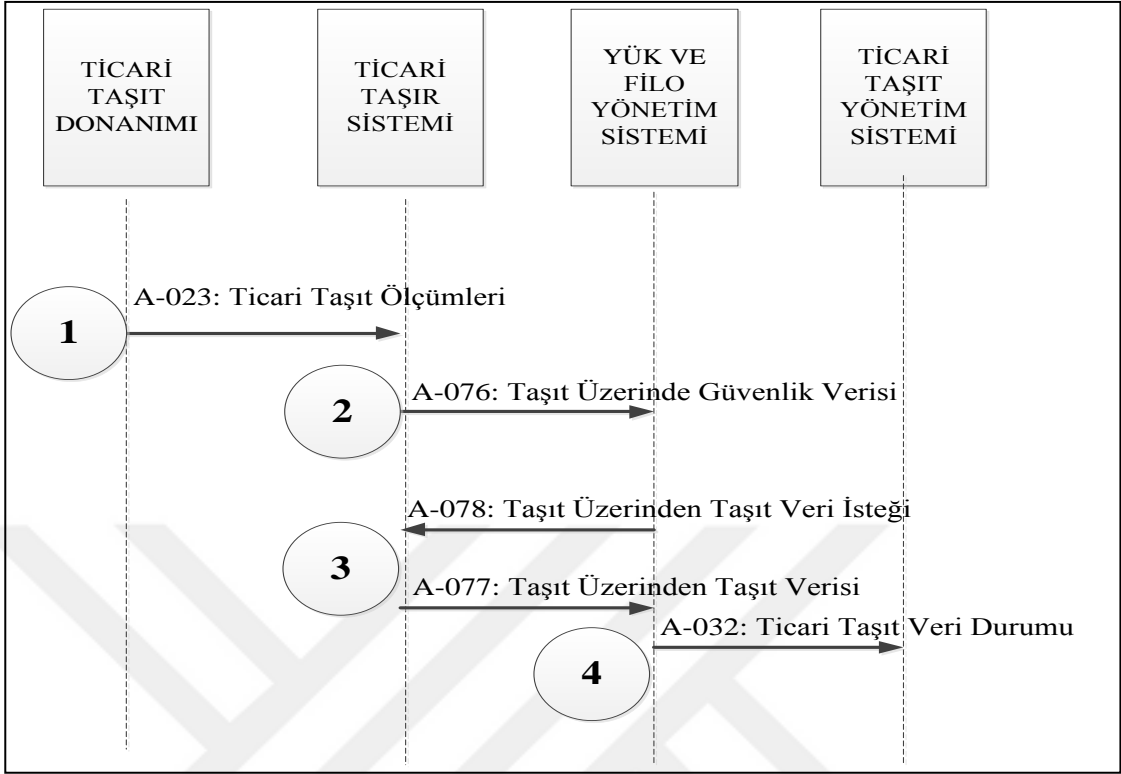 TİCARİ
TAŞIT
DONANIMI
TİCARİ
TAŞIR
SİSTEMİ
YÜK VE
FİLO
YÖNETİM
SİSTEMİ
TİCARİ
TAŞIT
YÖNETİM
SİSTEMİ
A-023: Ticari Taşıt Ölçümleri
1
A-076: Taşıt Üzerinde Güvenlik Verisi
2
A-078: Taşıt Üzerinden Taşıt Veri İsteği
3
A-077: Taşıt Üzerinden Taşıt Verisi
A-032: Ticari Taşıt Veri Durumu
4